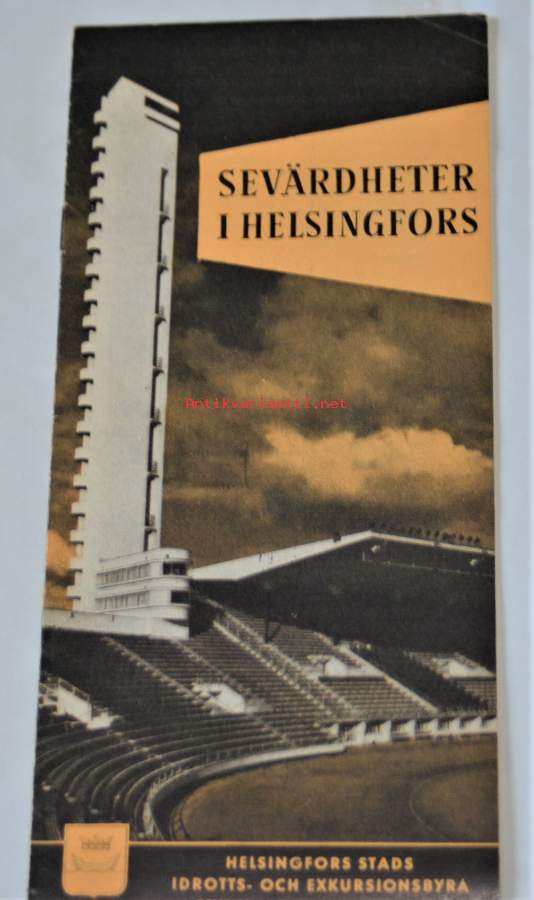 SEVÄRDHETER
I HELSINGFORS
Antikvariaatti.net
HELSINGFORS STADS
IDROTTS- OCH EXKURSIONSBYRA